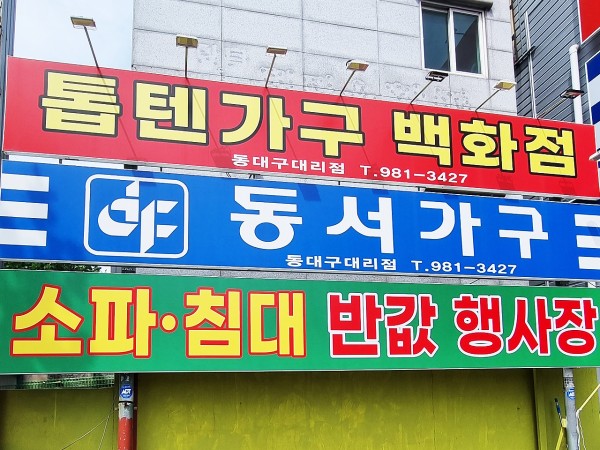 톱텐가구 백화점
동대구대리점 T.981-3427
동서가구
동대구대리점 T.981-3427
소파·침대 반값 행사장